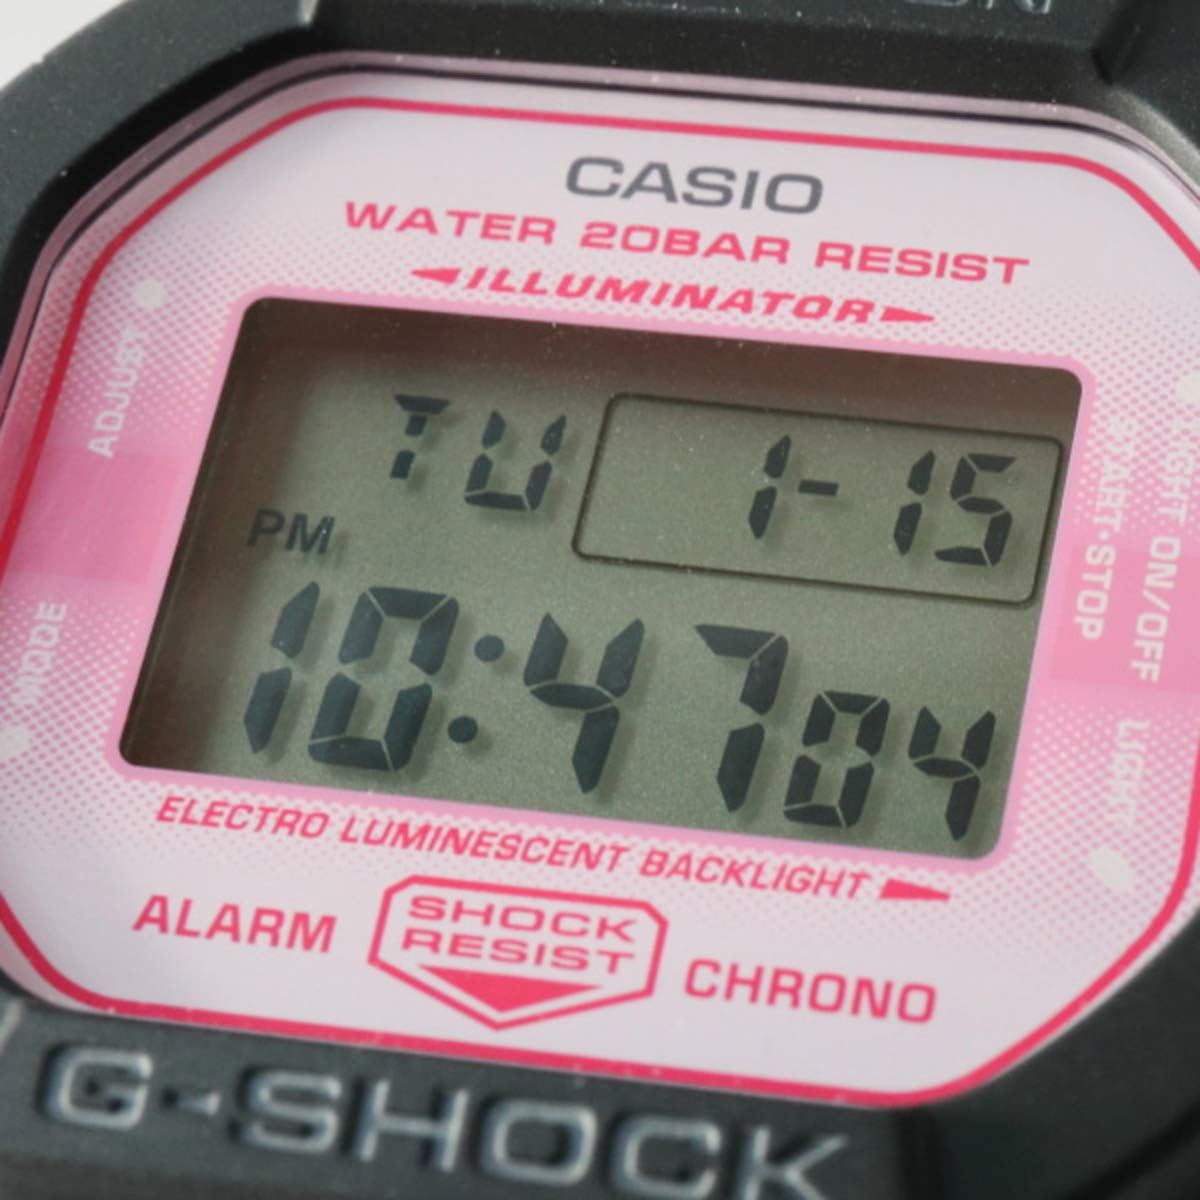 CASIO
WATER 20BAR RESIST
ILLUMINATOR
ADJUST
TU 1-15
PM
10:47 04
MODE
START·STOP
LIGHT ON/OFF
LIGHT
ELECTRO LUMINESCENT BACKLIGHT
ALARM
SHOCK
RESIST
CHRONO
G-SHOCK